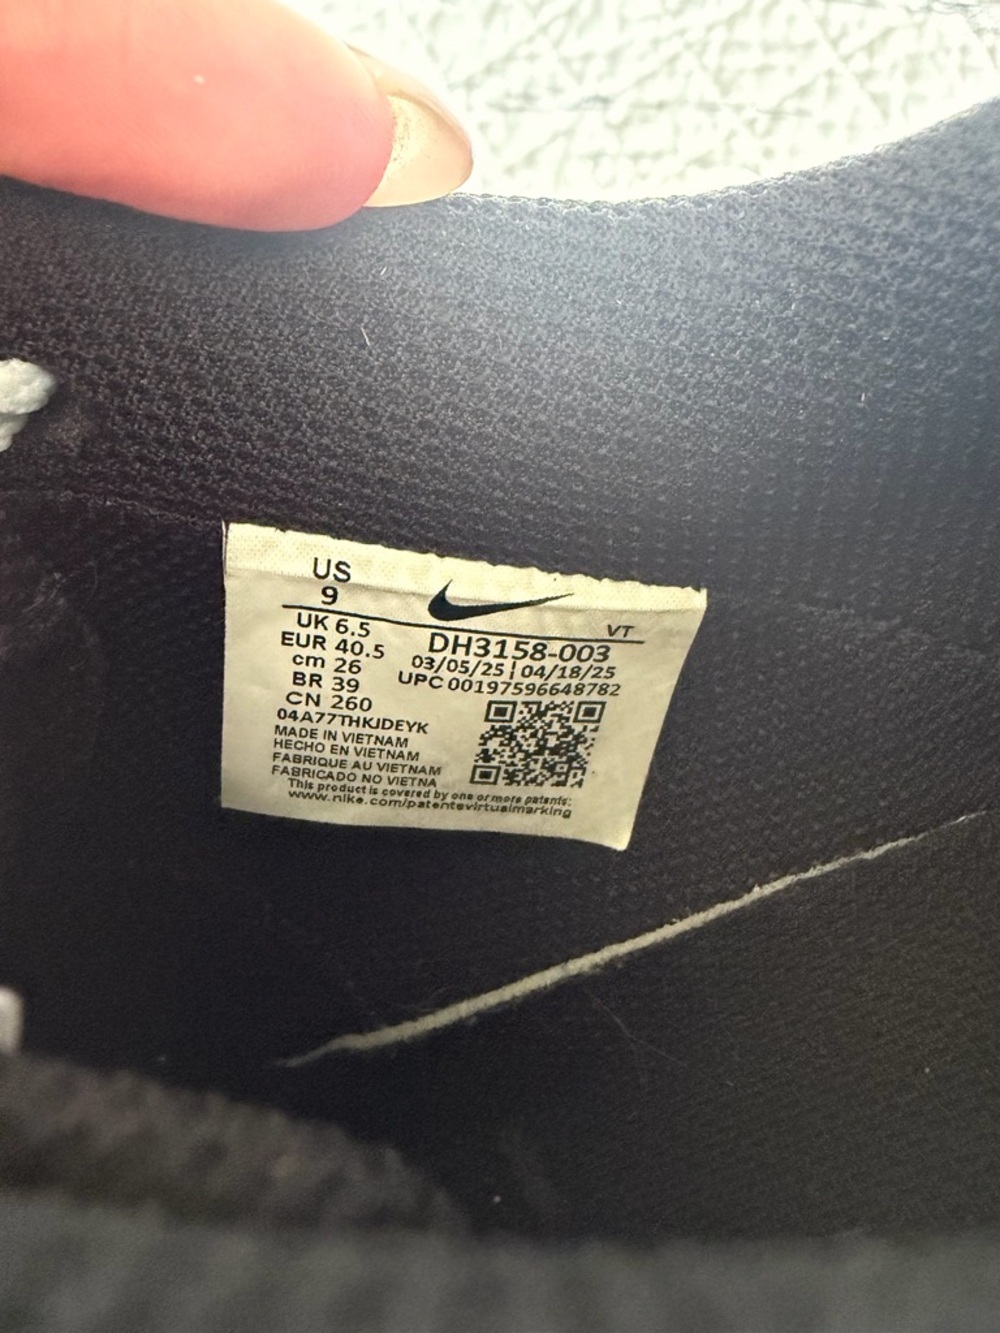 US
9
VT
UK 6.5
EUR 40.5
cm 26
BR 39
CN 260
DH3158-003
03/05/25 | 04/18/25
UPC 00197596648782
04A77THKJDEYK
MADE IN VIETNAM
HECHO EN VIETNAM
FABRIQUE AU VIETNAM
FABRICADO NO VIETNA
This product is covered by one or more patents:
www.nike.com/patentsvirtualmarking